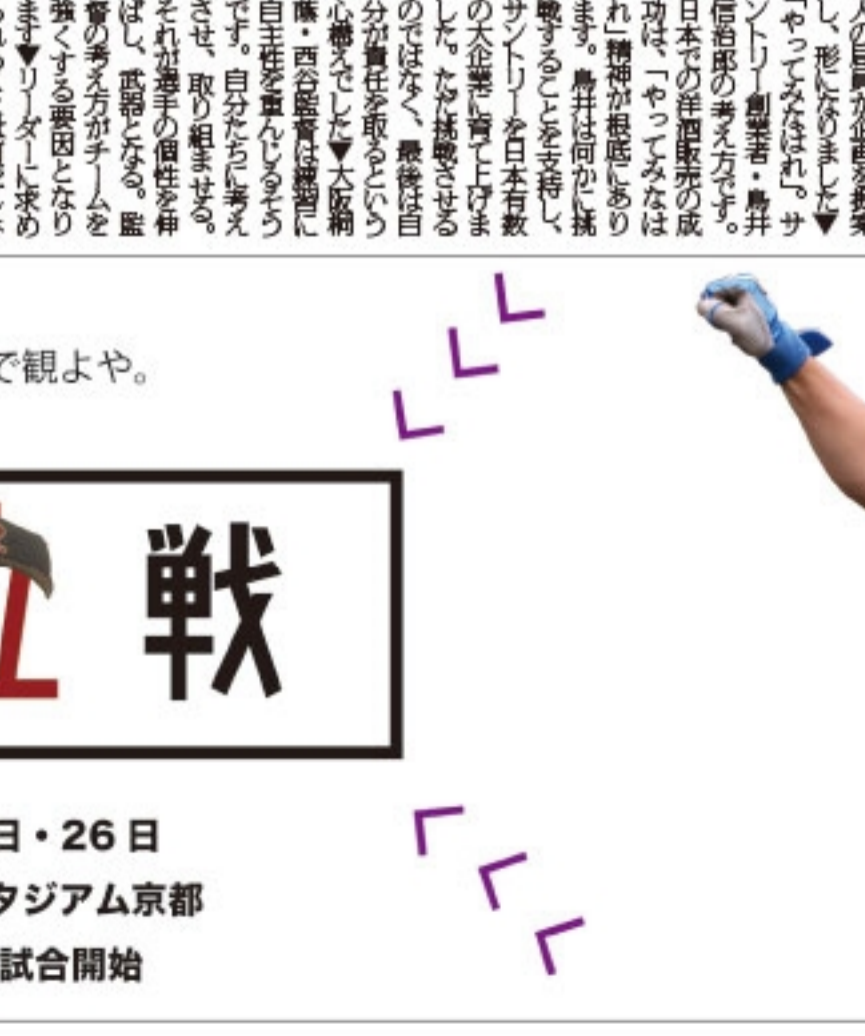 し、形になりました▼
「やってみなはれ」。サ
ントリー創業者・鳥井
信治郎の考え方です。
日本での洋酒販売の成
功は、「やってみなは
れ」精神が根底にあり
ます。鳥井は何かに挑
戦することを支持し、
サントリーを日本有数
の大企業に育て上げま
した。ただ挑戦させる
のではなく、最後は自
分が責任を取るという
心構えでした▼大阪桐
蔭・西谷監督は練習に
自主性を重んじるそう
です。自分たちに考え
させ、取り組ませる。
それが選手の個性を伸
ばし、武器となる。監
督の考え方がチームを
強くする要因となり
ます▼リーダーに求め
で観よや。
戦
日・26日
タジアム京都
試合開始